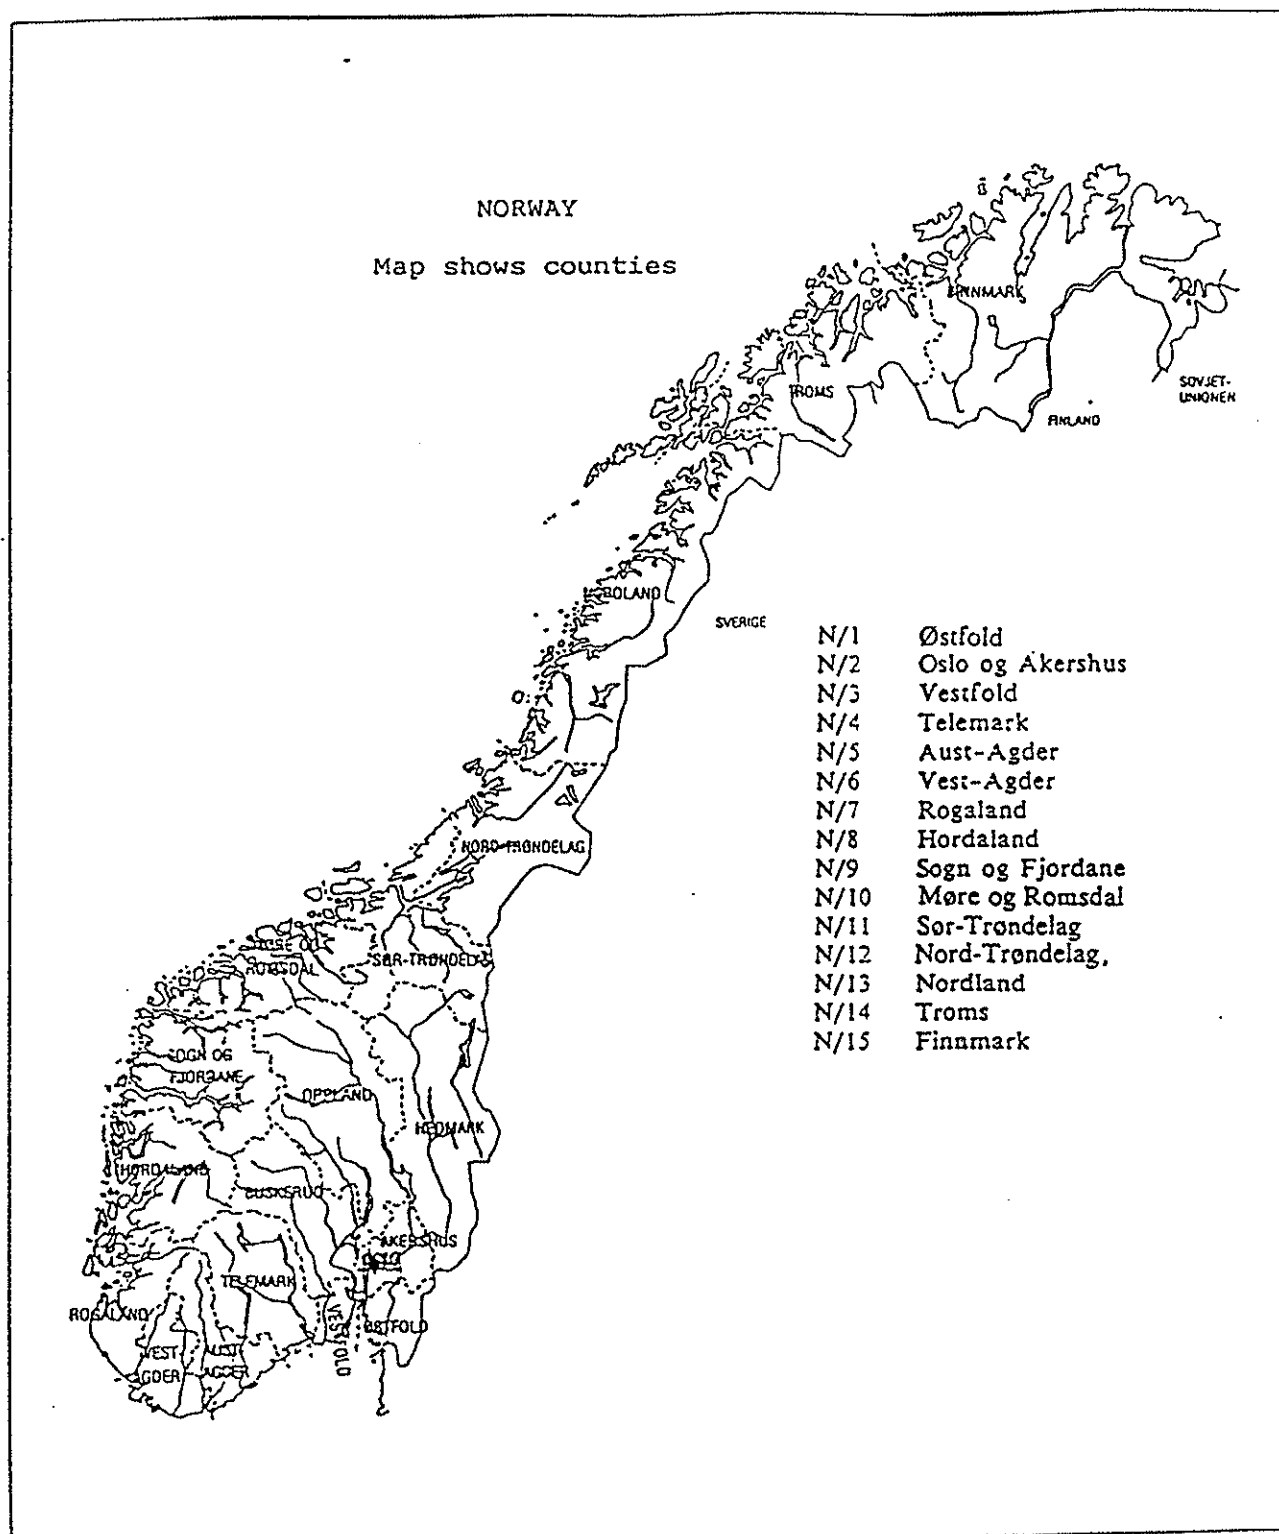 NORWAY
Map shows counties
FINNMARK
TROMS
SOVJET-
UNIONEN
FINLAND
SVERIGE
N/1 Østfold
N/2 Oslo og Akershus
N/3 Vestfold
N/4 Telemark
N/5 Aust-Agder
N/6 Vest-Agder
N/7 Rogaland
N/8 Hordaland
N/9 Sogn og Fjordane
N/10 Møre og Romsdal
N/11 Sør-Trøndelag
N/12 Nord-Trøndelag,
N/13 Nordland
N/14 Troms
N/15 Finnmark
NORD-TRØNDELAG
ROMSDAL
SØR-TRØNDEL
SOGN OG
FJORDANE
OPPLAND
HEDMARK
HORDALAND
BUSKERUD
AKERSHUS
OSLO
TELEMARK
ROGALAND
VESTFOLD
ØSTFOLD
VEST-
AGDER
AUST-
AGDER